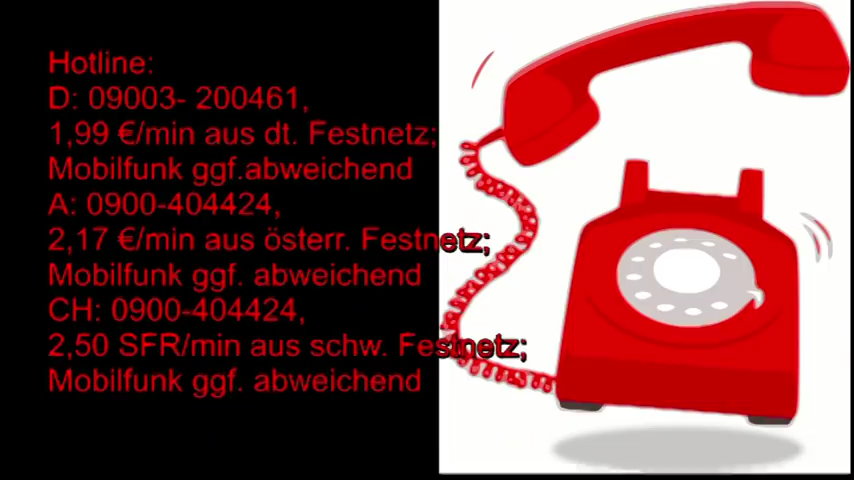 Hotline:
D: 09003- 200461,
1,99 €/min aus dt. Festnetz;
Mobilfunk ggf.abweichend
A: 0900-404424,
2,17 €/min aus österr. Festnetz;
Mobilfunk ggf. abweichend
CH: 0900-404424,
2,50 SFR/min aus schw. Festnetz;
Mobilfunk ggf. abweichend